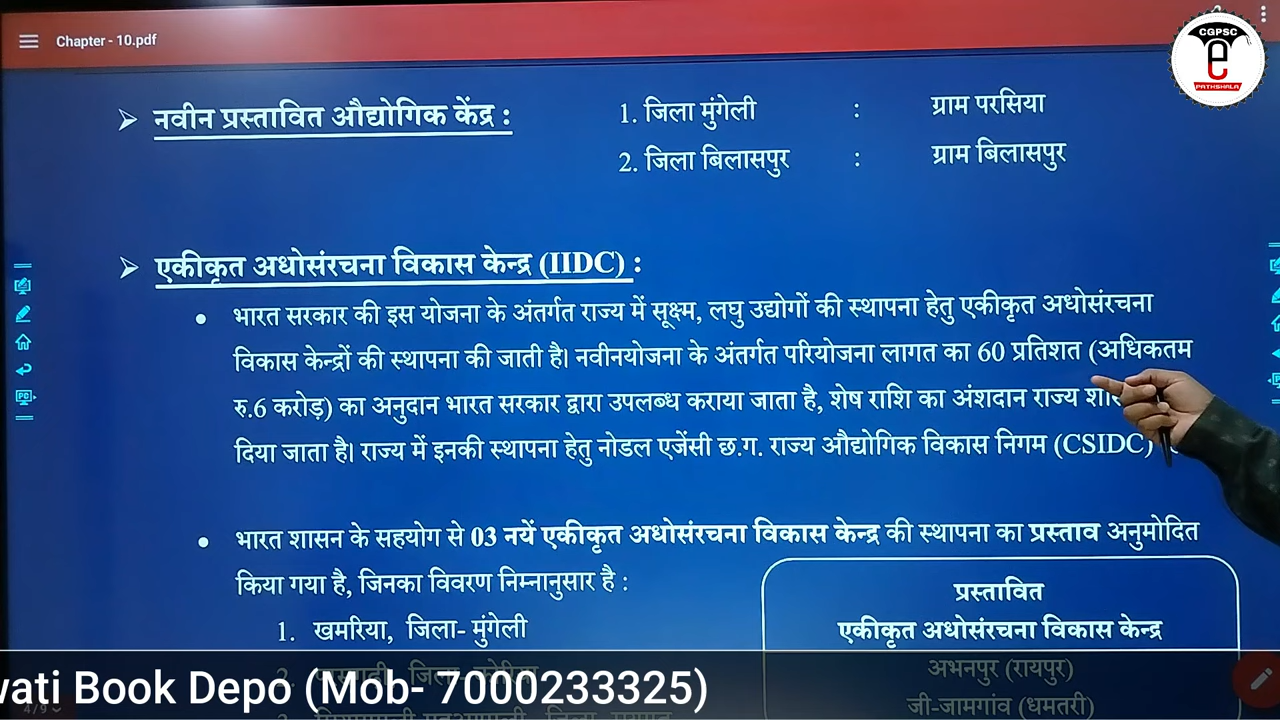 Chapter - 10.pdf
CGPSC
e
PATHSHALA
➢ नवीन प्रस्तावित औद्योगिक केंद्र : 1. जिला मुंगेली : ग्राम परसिया
2. जिला बिलासपुर : ग्राम बिलासपुर
➢ एकीकृत अधोसंरचना विकास केन्द्र (IIDC) :
• भारत सरकार की इस योजना के अंतर्गत राज्य में सूक्ष्म, लघु उद्योगों की स्थापना हेतु एकीकृत अधोसंरचना
विकास केन्द्रों की स्थापना की जाती है। नवीनयोजना के अंतर्गत परियोजना लागत का 60 प्रतिशत (अधिकतम
रु.6 करोड़) का अनुदान भारत सरकार द्वारा उपलब्ध कराया जाता है, शेष राशि का अंशदान राज्य
दिया जाता है। राज्य में इनकी स्थापना हेतु नोडल एजेंसी छ.ग. राज्य औद्योगिक विकास निगम (CSIDC)
• भारत शासन के सहयोग से 03 नयें एकीकृत अधोसंरचना विकास केन्द्र की स्थापना का प्रस्ताव अनुमोदित
किया गया है, जिनका विवरण निम्नानुसार है :
1. खमरिया, जिला- मुंगेली
प्रस्तावित
एकीकृत अधोसंरचना विकास केन्द्र
अभनपुर (रायपुर)
जी-जामगांव (धमतरी)
wati Book Depo (Mob- 7000233325)